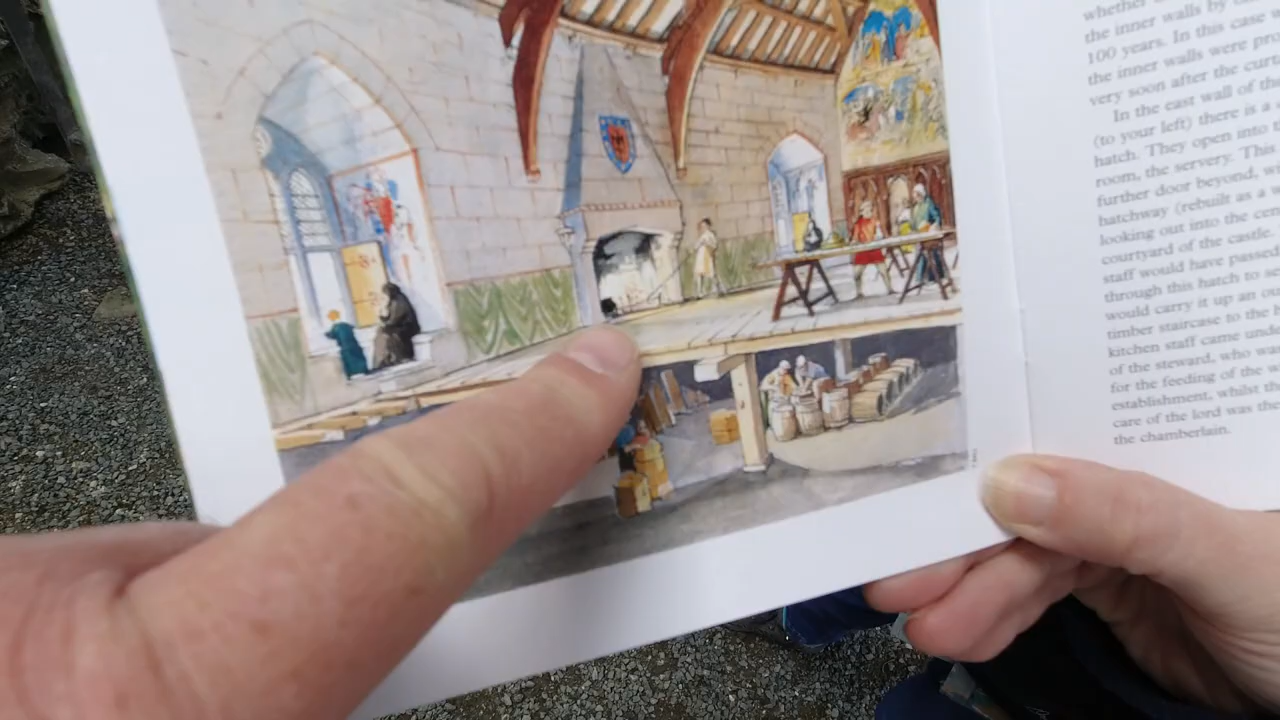 whether
the inner walls by
100 years. In this case
the inner walls were pro
very soon after the curta
In the east wall of th
(to your left) there is a
hatch. They open into
room, the servery. This
further door beyond, w
hatchway (rebuilt as a
looking out into the cen
courtyard of the castle.
staff would have passed
through this hatch to se
would carry it up an ou
timber staircase to the
kitchen staff came unde
of the steward, who wa
for the feeding of the w
establishment, whilst th
care of the lord was the
the chamberlain.